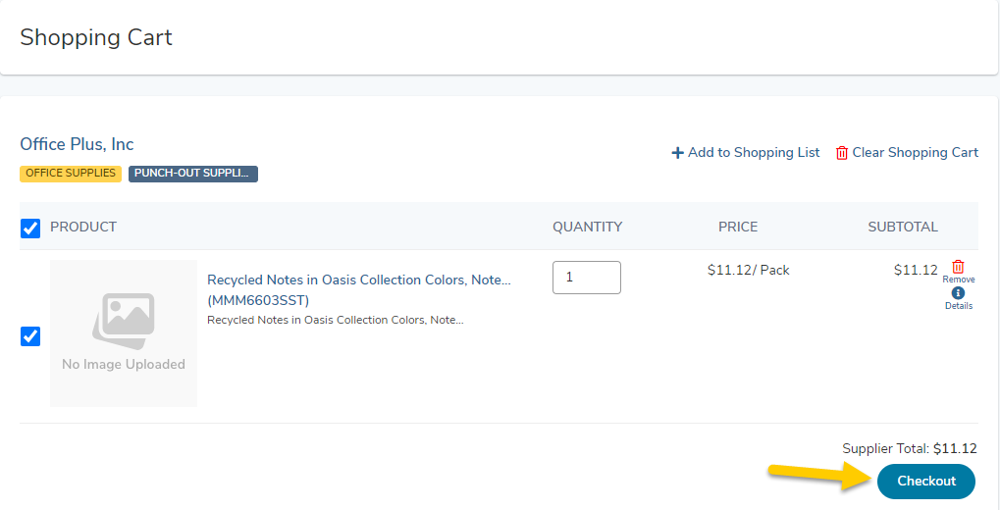 Shopping Cart
Office Plus, Inc
Add to Shopping List Clear Shopping Cart
OFFICE SUPPLIES PUNCH-OUT SUPPLI...
PRODUCT QUANTITY PRICE SUBTOTAL
Recycled Notes in Oasis Collection Colors, Note... 1 $11.12/ Pack $11.12
(MMM6603SST)
Recycled Notes in Oasis Collection Colors, Note...
Remove
Details
No Image Uploaded
Supplier Total: $11.12
Checkout